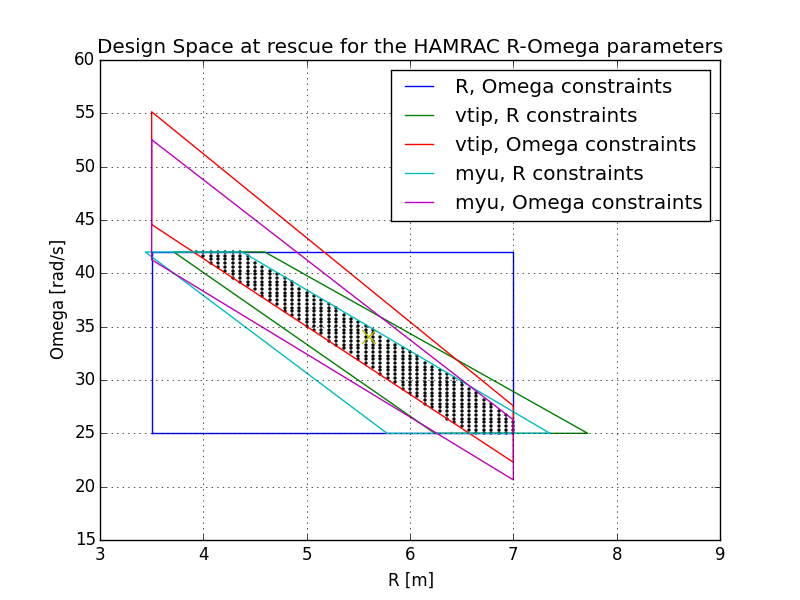 Design Space at rescue for the HAMRAC R-Omega parameters
60
55
50
45
40
35
30
25
20
15
Omega [rad/s]
R, Omega constraints
vtip, R constraints
vtip, Omega constraints
myu, R constraints
myu, Omega constraints
3 4 5 6 7 8 9
R [m]